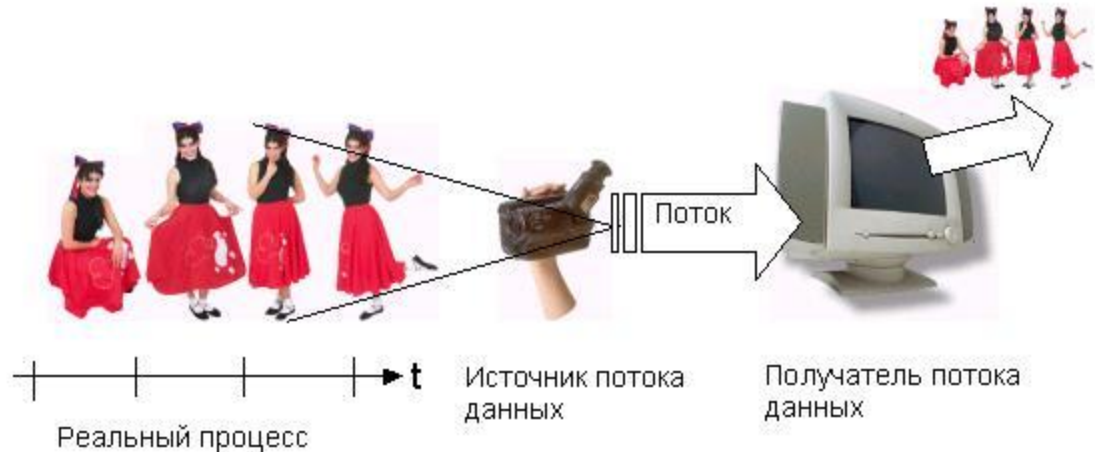 Поток
t
Источник потока
данных
Получатель потока
данных
Реальный процесс